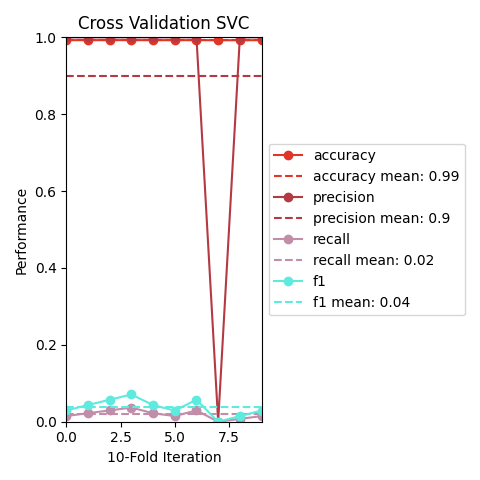 Cross Validation SVC
Performance
1.0
0.8
0.6
0.4
0.2
0.0
0.0 2.5 5.0 7.5
10-Fold Iteration
accuracy
accuracy mean: 0.99
precision
precision mean: 0.9
recall
recall mean: 0.02
f1
f1 mean: 0.04